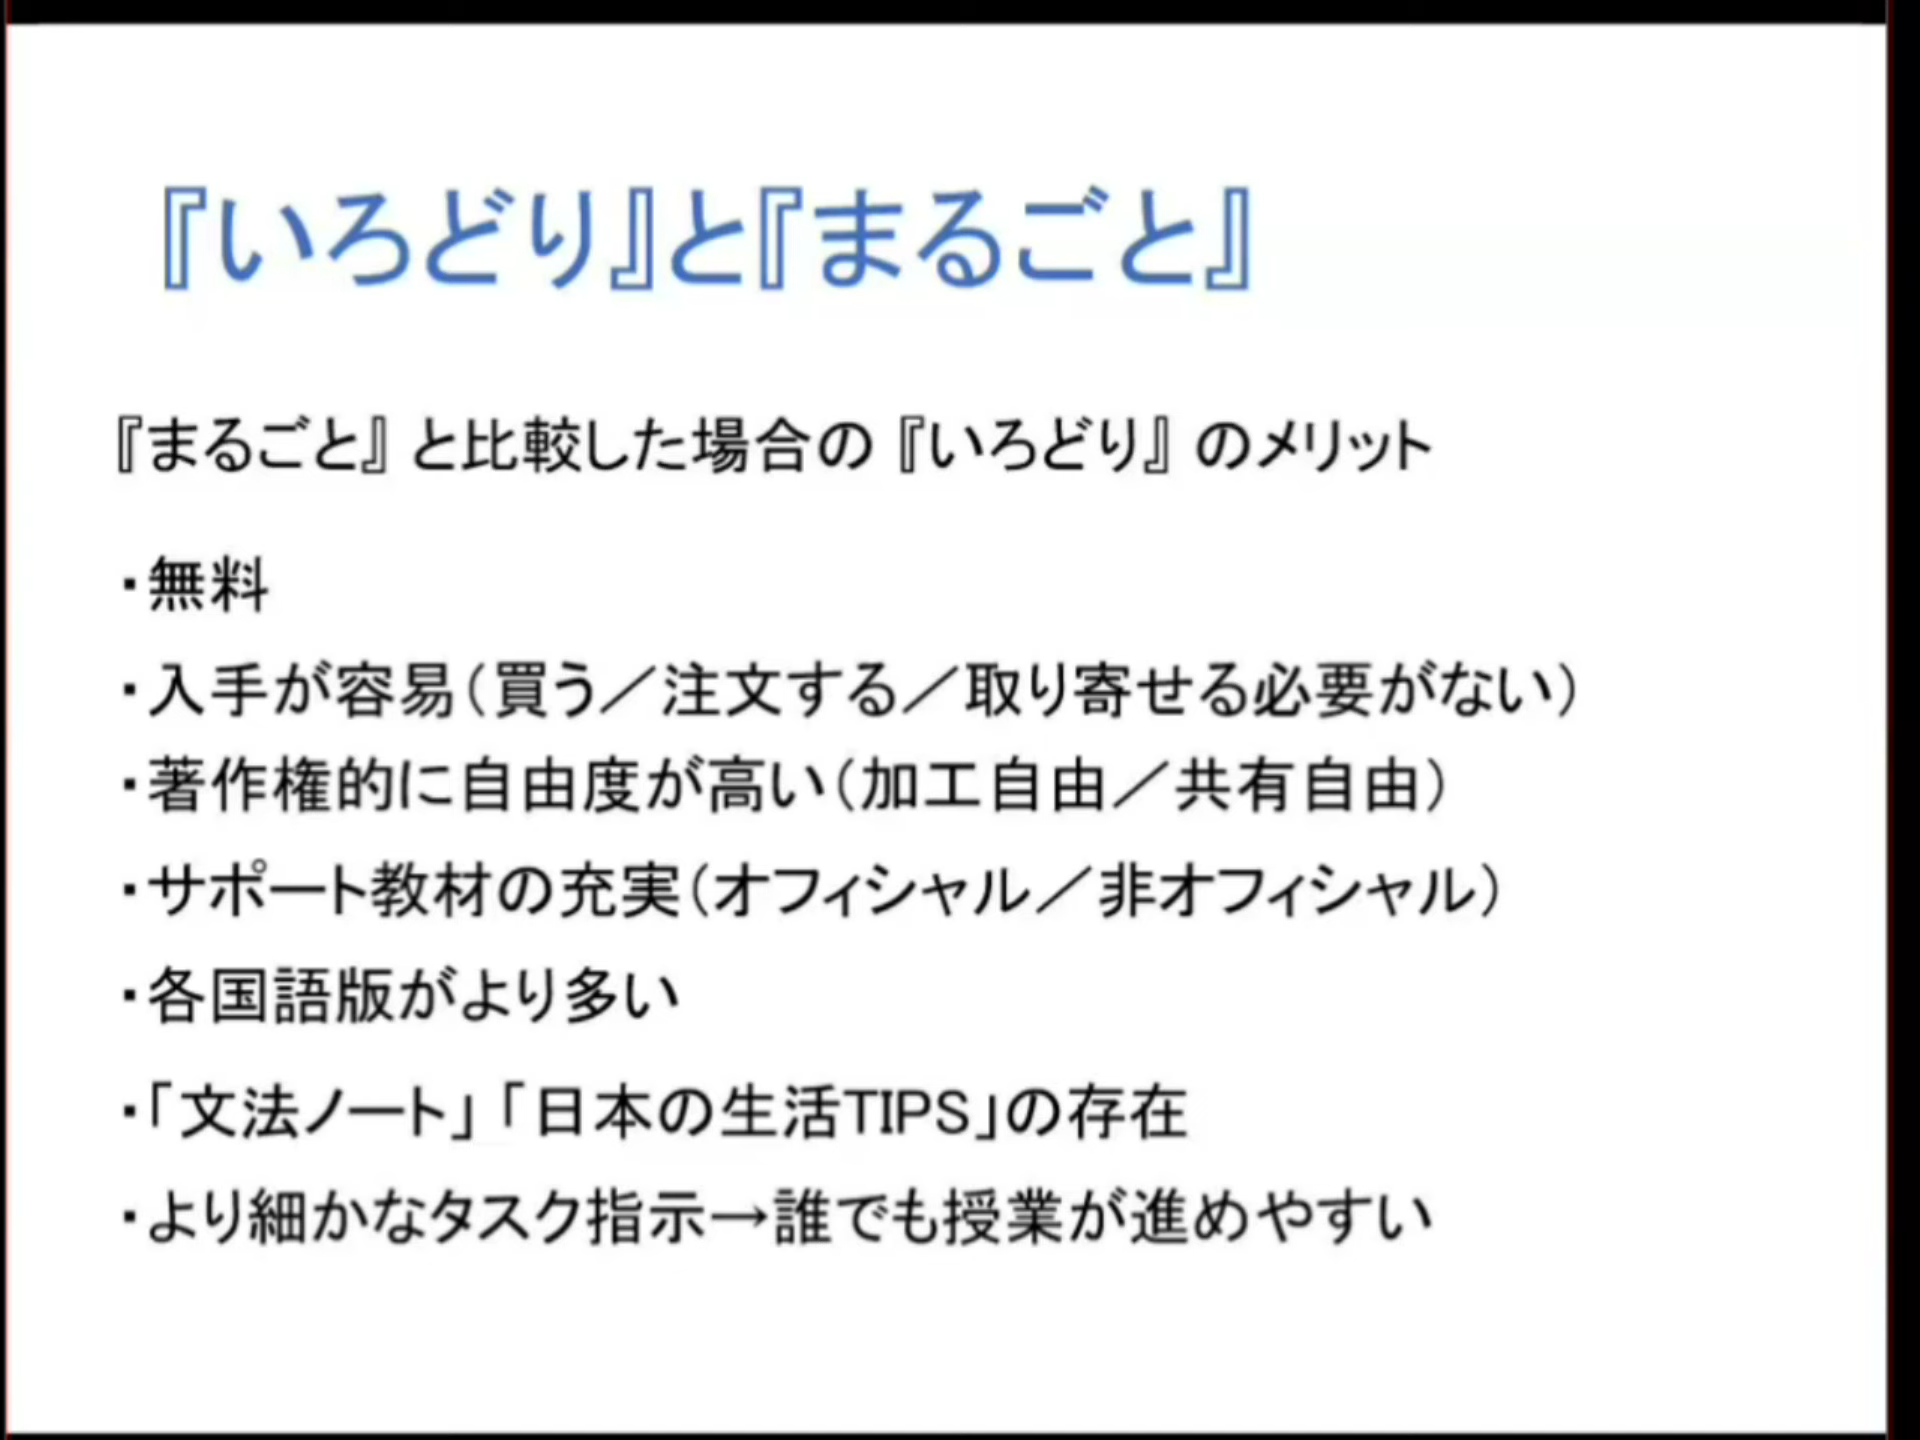 『いろどり』と『まるごと』
『まるごと』と比較した場合の『いろどり』のメリット
・無料
・入手が容易（買う／注文する／取り寄せる必要がない）
・著作権的に自由度が高い（加工自由／共有自由）
・サポート教材の充実（オフィシャル／非オフィシャル）
・各国語版がより多い
・「文法ノート」「日本の生活TIPS」の存在
・より細かなタスク指示→誰でも授業が進めやすい